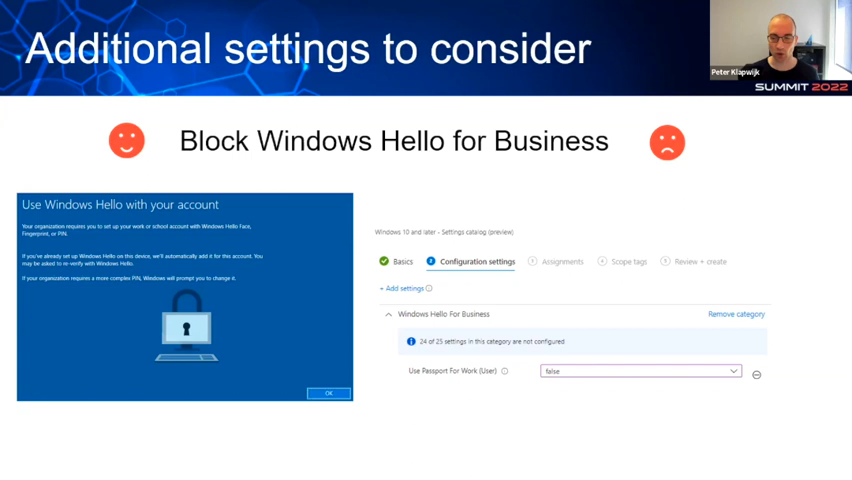 Additional settings to consider
Peter Klapwijk
SUMMIT 2022
Block Windows Hello for Business
Use Windows Hello with your account
Your organization requires you to set up your work or school account with Windows Hello Face,
Fingerprint, or PIN.
If you've already set up Windows Hello on this device, we'll automatically add it for this account. You
may be asked to re-verify with Windows Hello.
If your organization requires a more complex PIN, Windows will prompt you to change it.
OK
Windows 10 and later - Settings catalog (preview)
Basics 2 Configuration settings 3 Assignments 4 Scope tags 5 Review + create
+ Add settings
Windows Hello For Business Remove category
24 of 25 settings in this category are not configured
Use Passport For Work (User) false